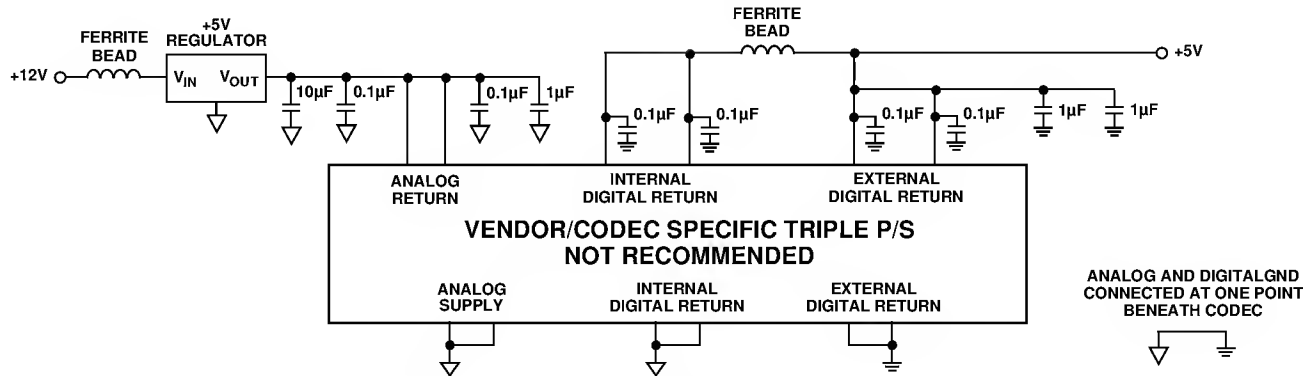 FERRITE
BEAD
+5V
REGULATOR
FERRITE
BEAD
+12V
VIN VOUT
+5V
10µF 0.1µF 0.1µF 1µF
0.1µF 0.1µF 0.1µF 0.1µF 1µF 1µF
ANALOG
RETURN
INTERNAL
DIGITAL RETURN
EXTERNAL
DIGITAL RETURN
VENDOR/CODEC SPECIFIC TRIPLE P/S
NOT RECOMMENDED
ANALOG
SUPPLY
INTERNAL
DIGITAL RETURN
EXTERNAL
DIGITAL RETURN
ANALOG AND DIGITALGND
CONNECTED AT ONE POINT
BENEATH CODEC